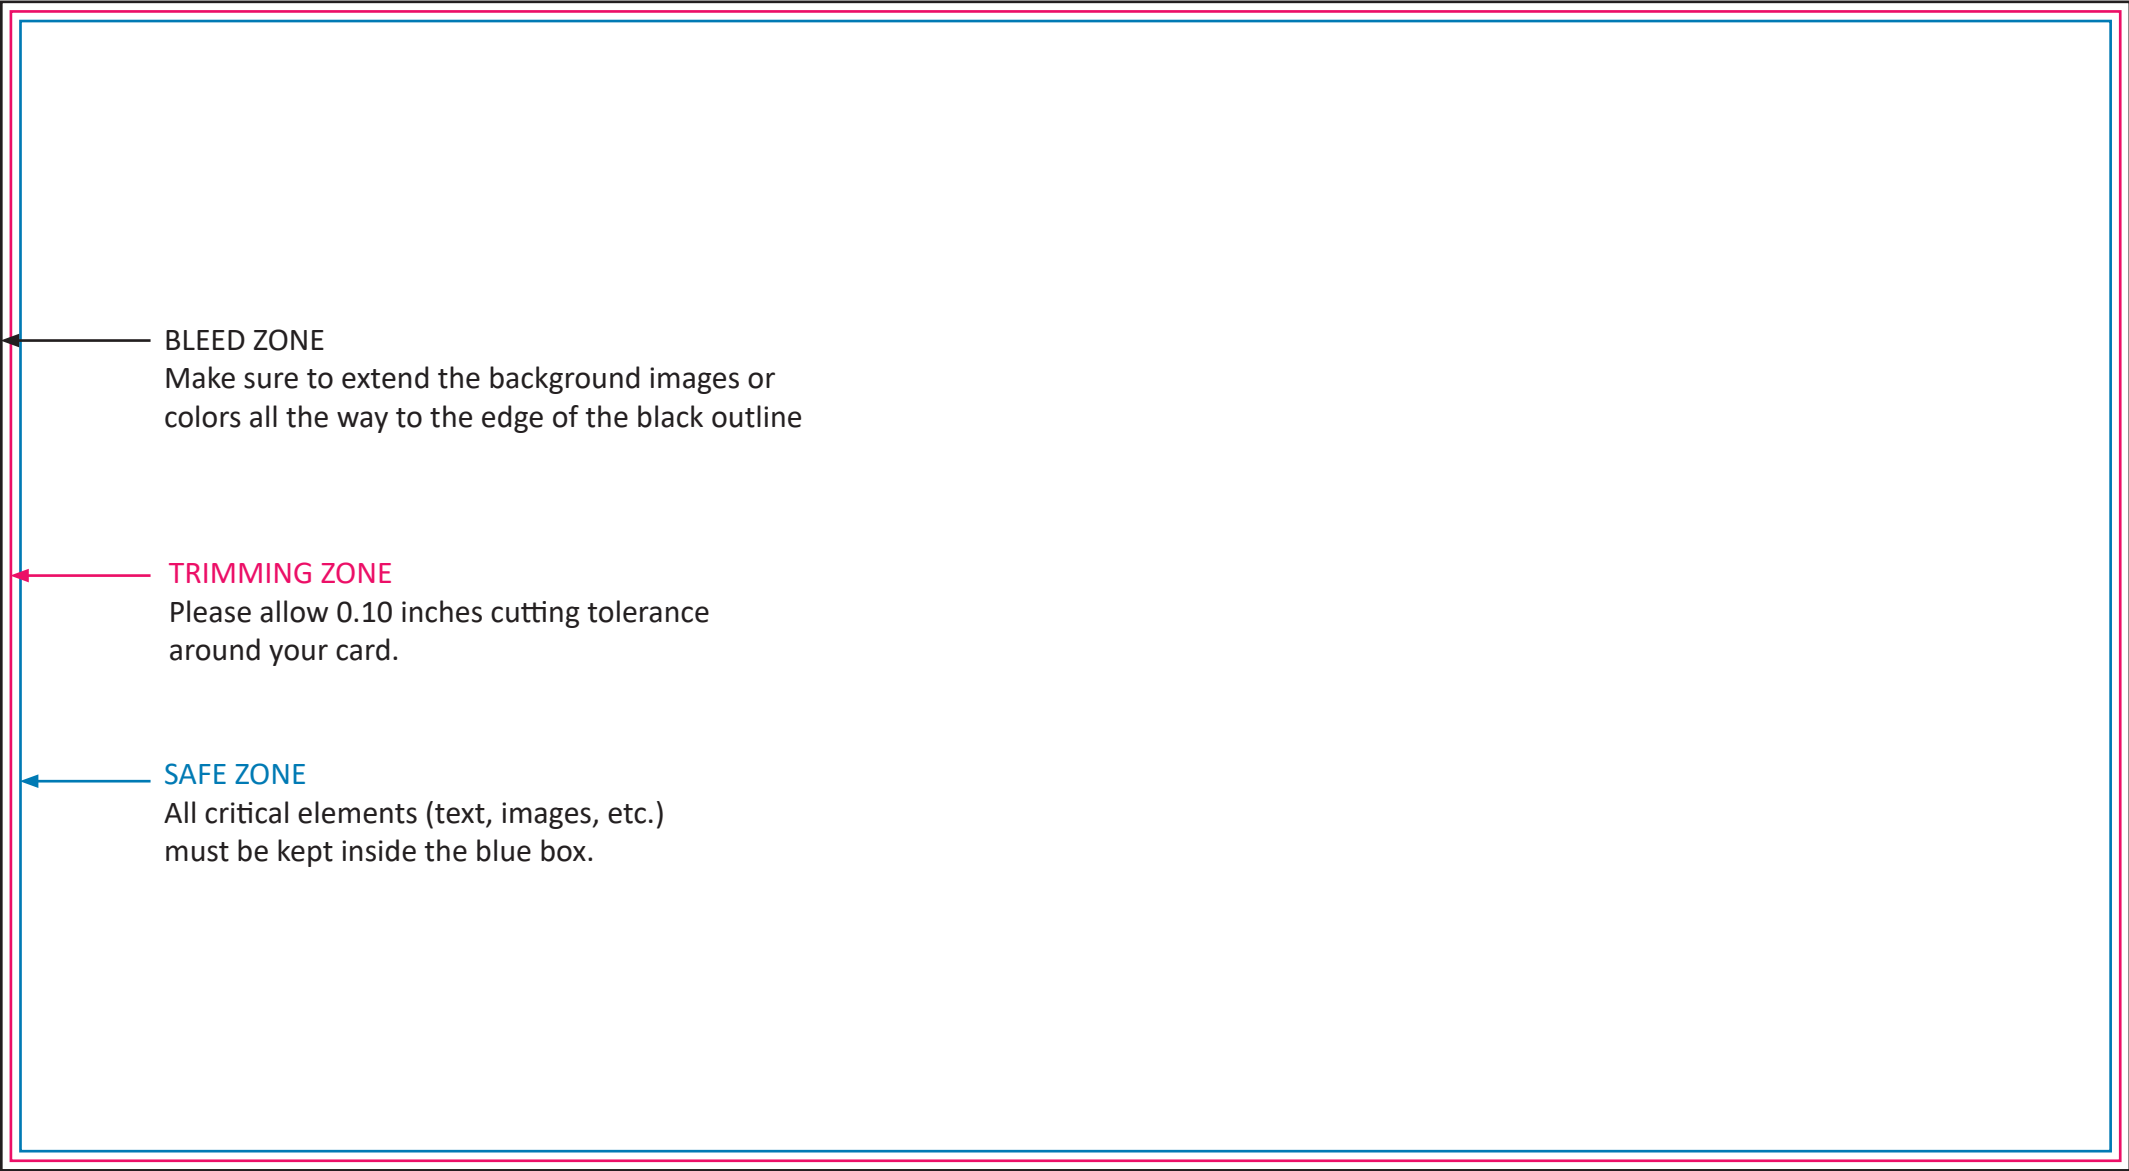 BLEED ZONE
Make sure to extend the background images or
colors all the way to the edge of the black outline
TRIMMING ZONE
Please allow 0.10 inches cutting tolerance
around your card.
SAFE ZONE
All critical elements (text, images, etc.)
must be kept inside the blue box.